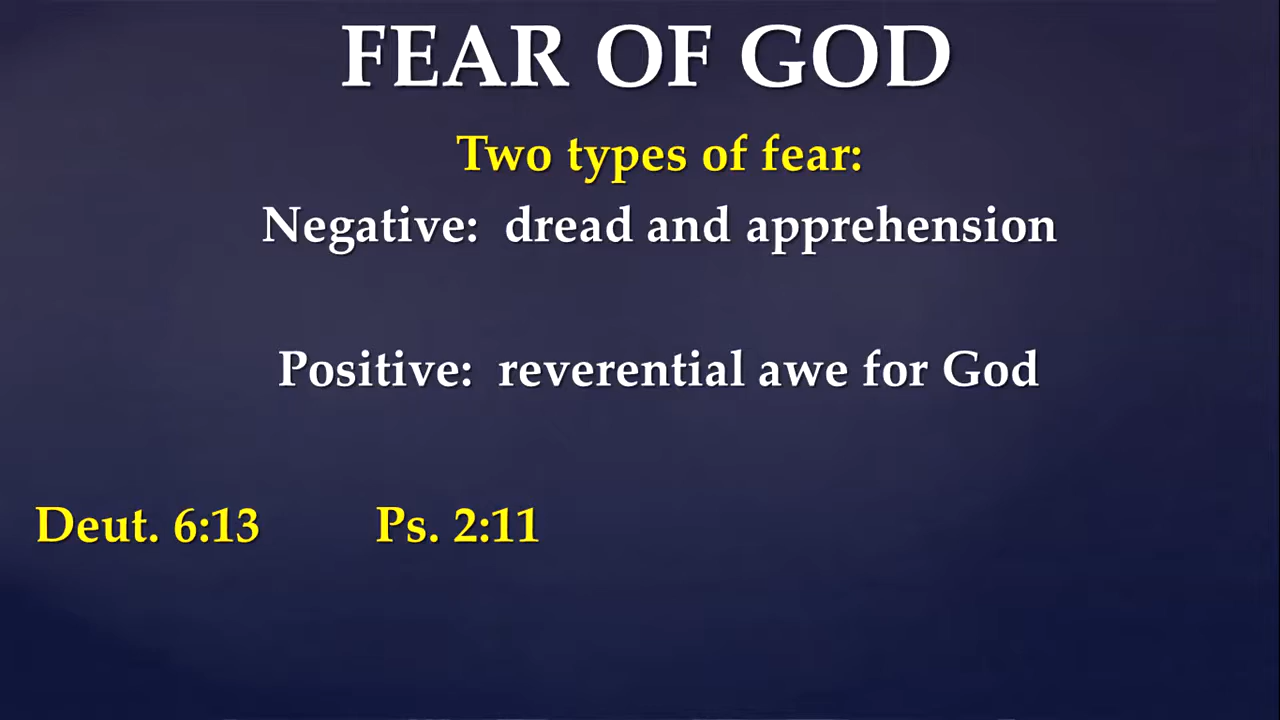 FEAR OF GOD
Two types of fear:
Negative: dread and apprehension
Positive: reverential awe for God
Deut. 6:13 Ps. 2:11